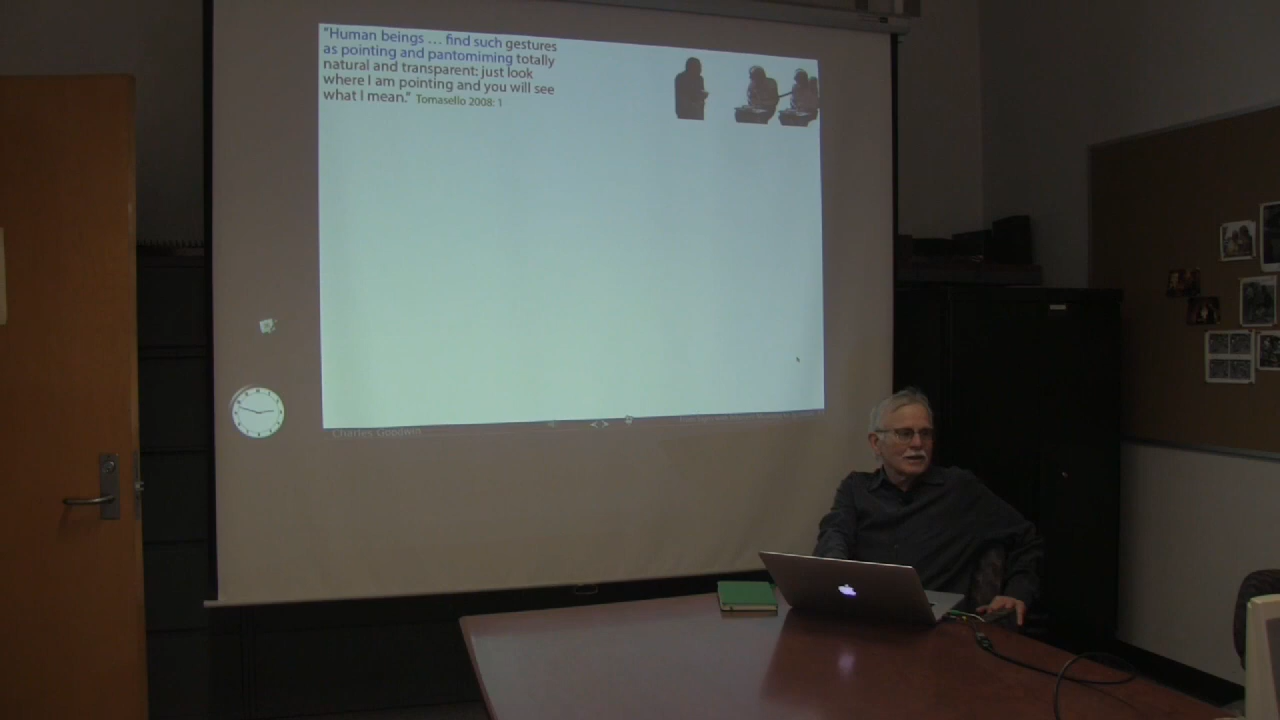 "Human beings … find such gestures
as pointing and pantomiming totally
natural and transparent: just look
where I am pointing and you will see
what I mean." Tomasello 2008: 1
Charles Goodwin